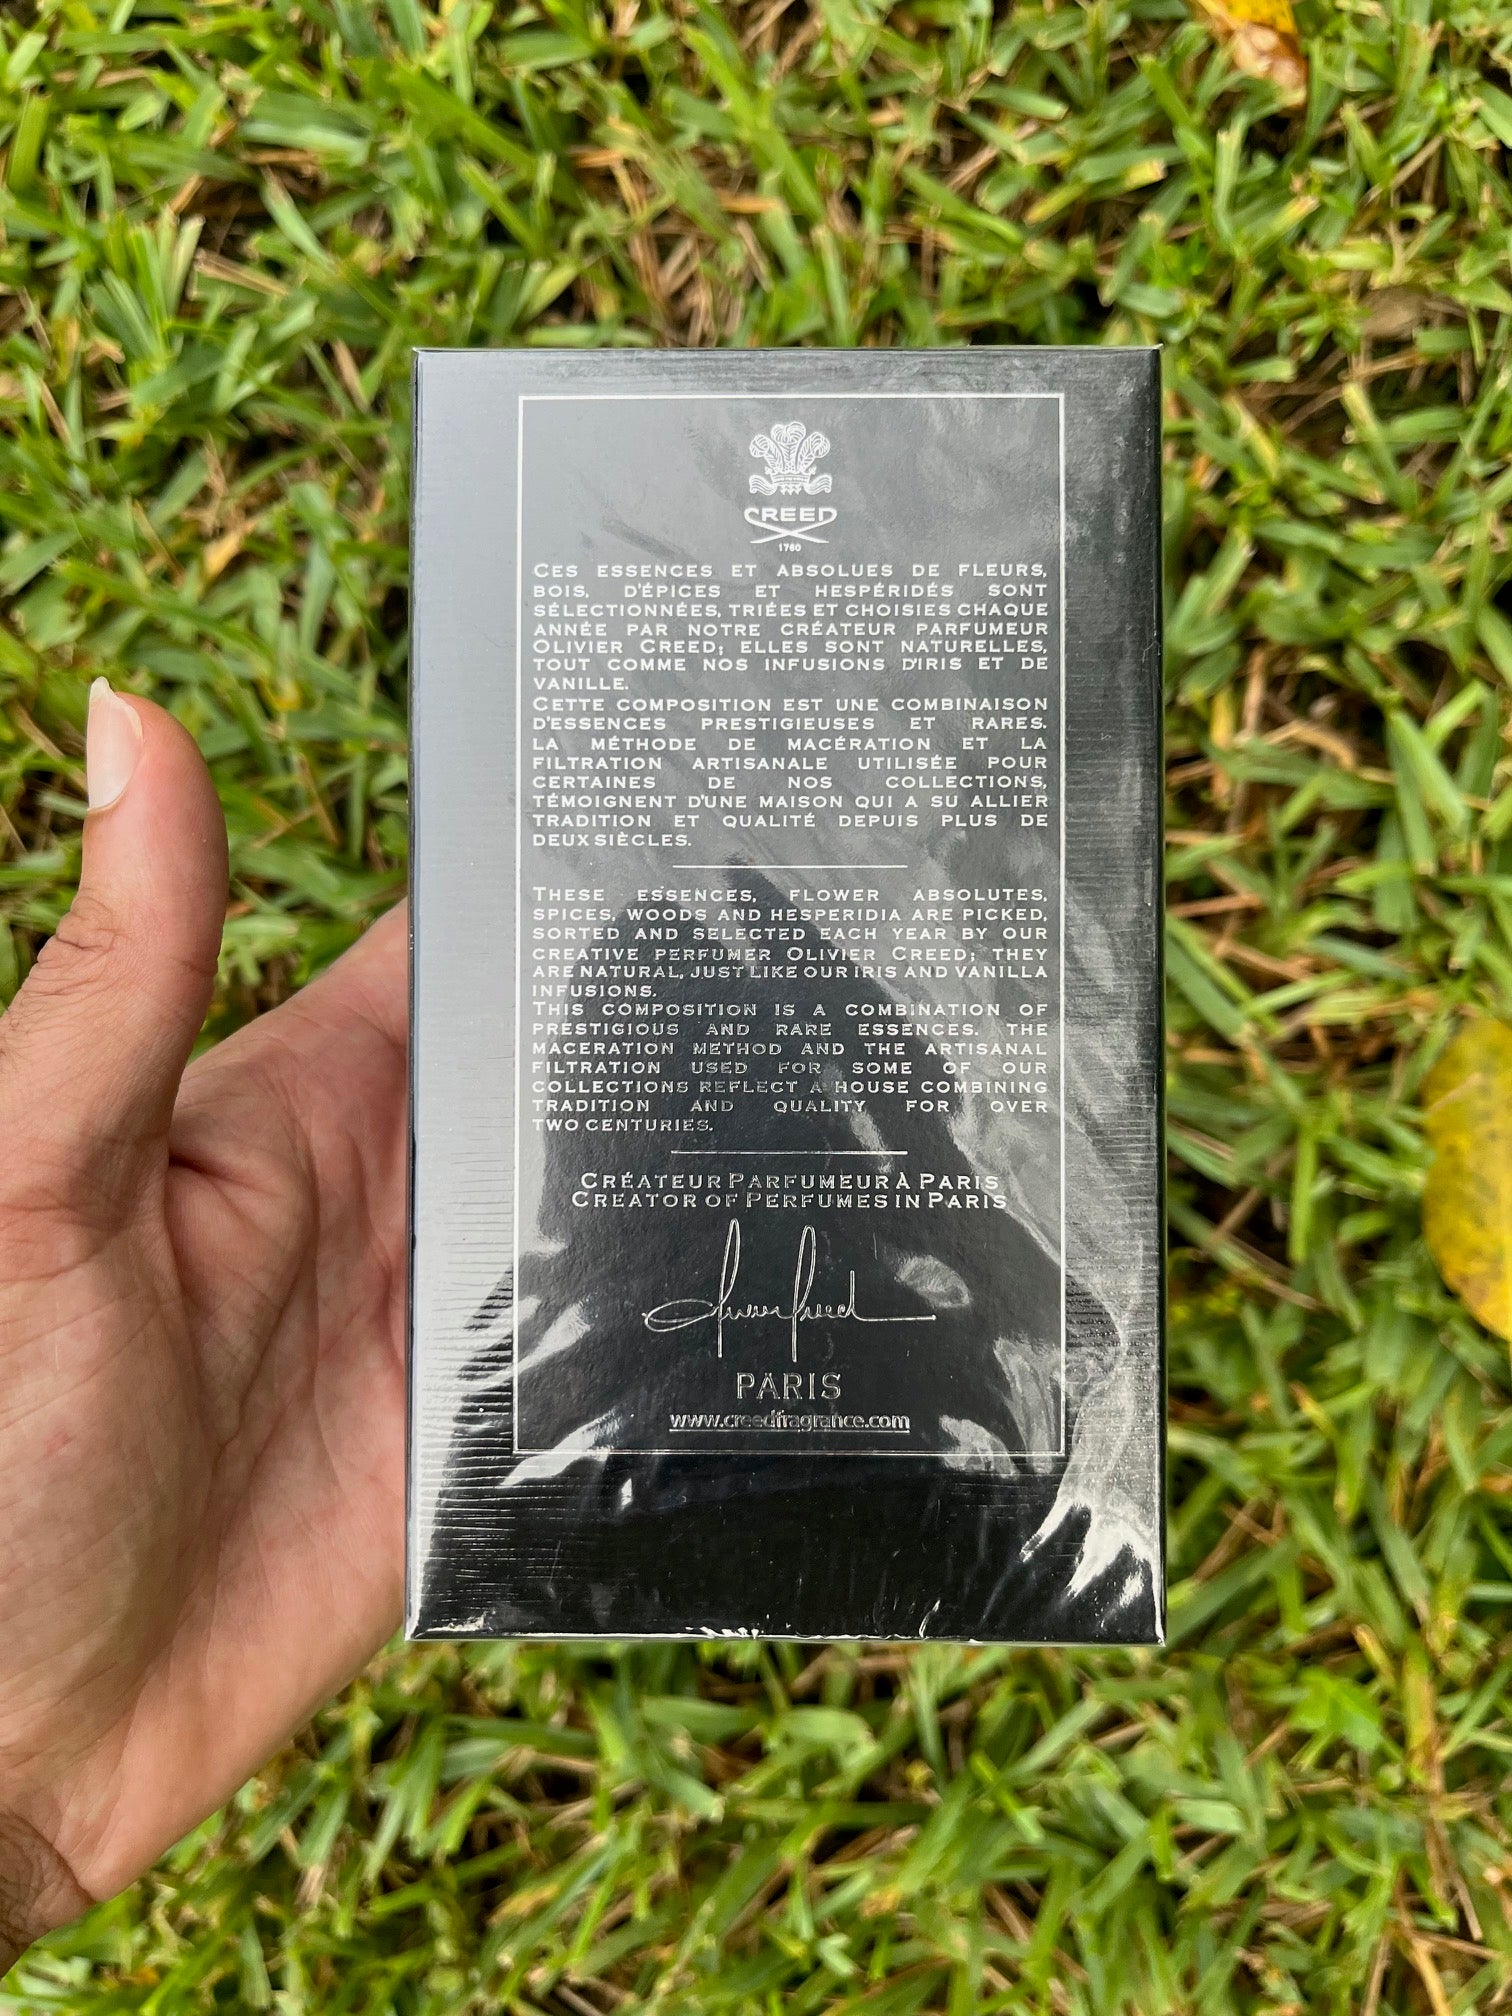 CREED
1760
CES ESSENCES ET ABSOLUES DE FLEURS,
BOIS, D'ÉPICES ET HESPÉRIDÉS SONT
SÉLECTIONNÉES, TRIÉES ET CHOISIES CHAQUE
ANNÉE PAR NOTRE CRÉATEUR PARFUMEUR
OLIVIER CREED; ELLES SONT NATURELLES,
TOUT COMME NOS INFUSIONS D'IRIS ET DE
VANILLE.
CETTE COMPOSITION EST UNE COMBINAISON
D'ESSENCES PRESTIGIEUSES ET RARES.
LA MÉTHODE DE MACÉRATION ET LA
FILTRATION ARTISANALE UTILISÉE POUR
CERTAINES DE NOS COLLECTIONS,
TÉMOIGNENT D'UNE MAISON QUI A SU ALLIER
TRADITION ET QUALITÉ DEPUIS PLUS DE
DEUX SIÈCLES.
THESE ESSENCES, FLOWER ABSOLUTES,
SPICES, WOODS AND HESPERIDIA ARE PICKED,
SORTED AND SELECTED EACH YEAR BY OUR
CREATIVE PERFUMER OLIVIER CREED; THEY
ARE NATURAL, JUST LIKE OUR IRIS AND VANILLA
INFUSIONS.
THIS COMPOSITION IS A COMBINATION OF
PRESTIGIOUS AND RARE ESSENCES. THE
MACERATION METHOD AND THE ARTISANAL
FILTRATION USED FOR SOME OF OUR
COLLECTIONS REFLECT A HOUSE COMBINING
TRADITION AND QUALITY FOR OVER
TWO CENTURIES.
CRÉATEUR PARFUMEUR À PARIS
CREATOR OF PERFUMES IN PARIS
Olivier Creed
PARIS
www.creedfragrance.com